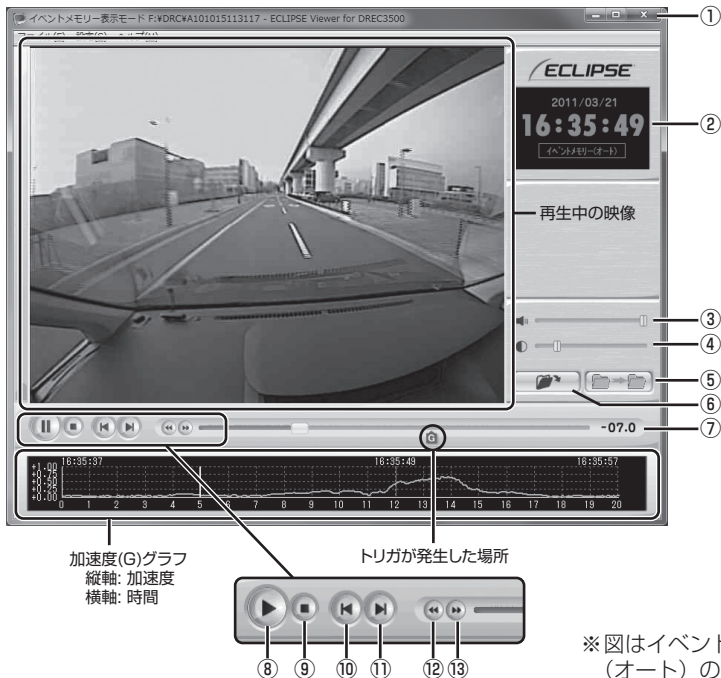 イベントメモリー表示モード F:¥DRC¥A101015113117 - ECLIPSE Viewer for DREC3500
①
ECLIPSE
2011/03/21
16:35:49
②
イベントメモリー(オート)
再生中の映像
③
④
⑤
⑥
-07.0
⑦
G
16:35:37 16:35:49 16:35:57
+1.00
+0.75
+0.50
+0.25
+0.00
0 1 2 3 4 5 6 7 8 9 10 11 12 13 14 15 16 17 18 19 20
加速度(G)グラフ
縦軸: 加速度
横軸: 時間
トリガが発生した場所
⑧ ⑨ ⑩ ⑪ ⑫ ⑬
※図はイベント
(オート)の